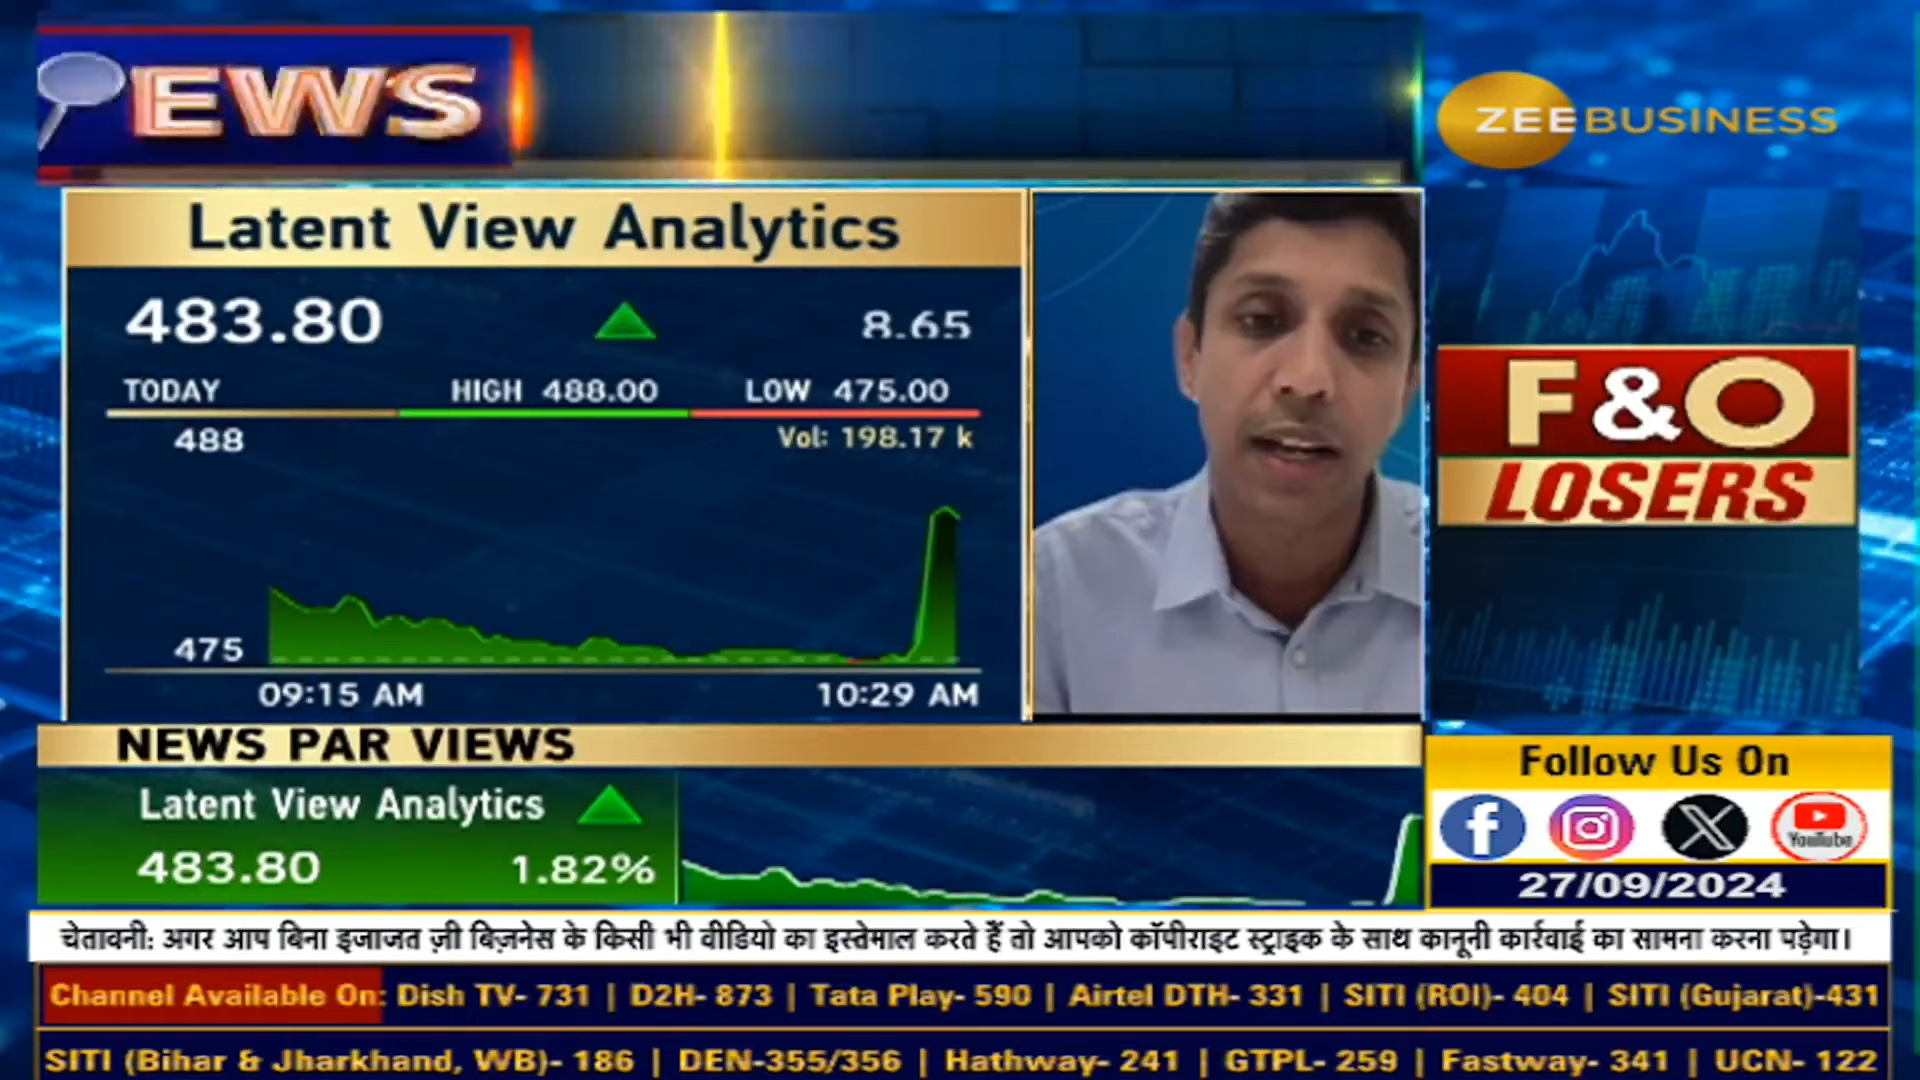 EWS
ZEEBUSINESS
Latent View Analytics
483.80 8.65
TODAY HIGH 488.00 LOW 475.00
488 Vol: 198.17 k
475
09:15 AM 10:29 AM
F&O
LOSERS
NEWS PAR VIEWS
Latent View Analytics
483.80 1.82%
Follow Us On
YouTube
27/09/2024
चेतावनी: अगर आप बिना इजाजत ज़ी बिज़नेस के किसी भी वीडियो का इस्तेमाल करते हैं तो आपको कॉपीराइट स्ट्राइक के साथ कानूनी कार्रवाई का सामना करना पड़ेगा।
Channel Available On: Dish TV- 731 | D2H- 873 | Tata Play- 590 | Airtel DTH- 331 | SITI (ROI)- 404 | SITI (Gujarat)-431
SITI (Bihar & Jharkhand, WB)- 186 | DEN-355/356 | Hathway- 241 | GTPL- 259 | Fastway- 341 | UCN- 122